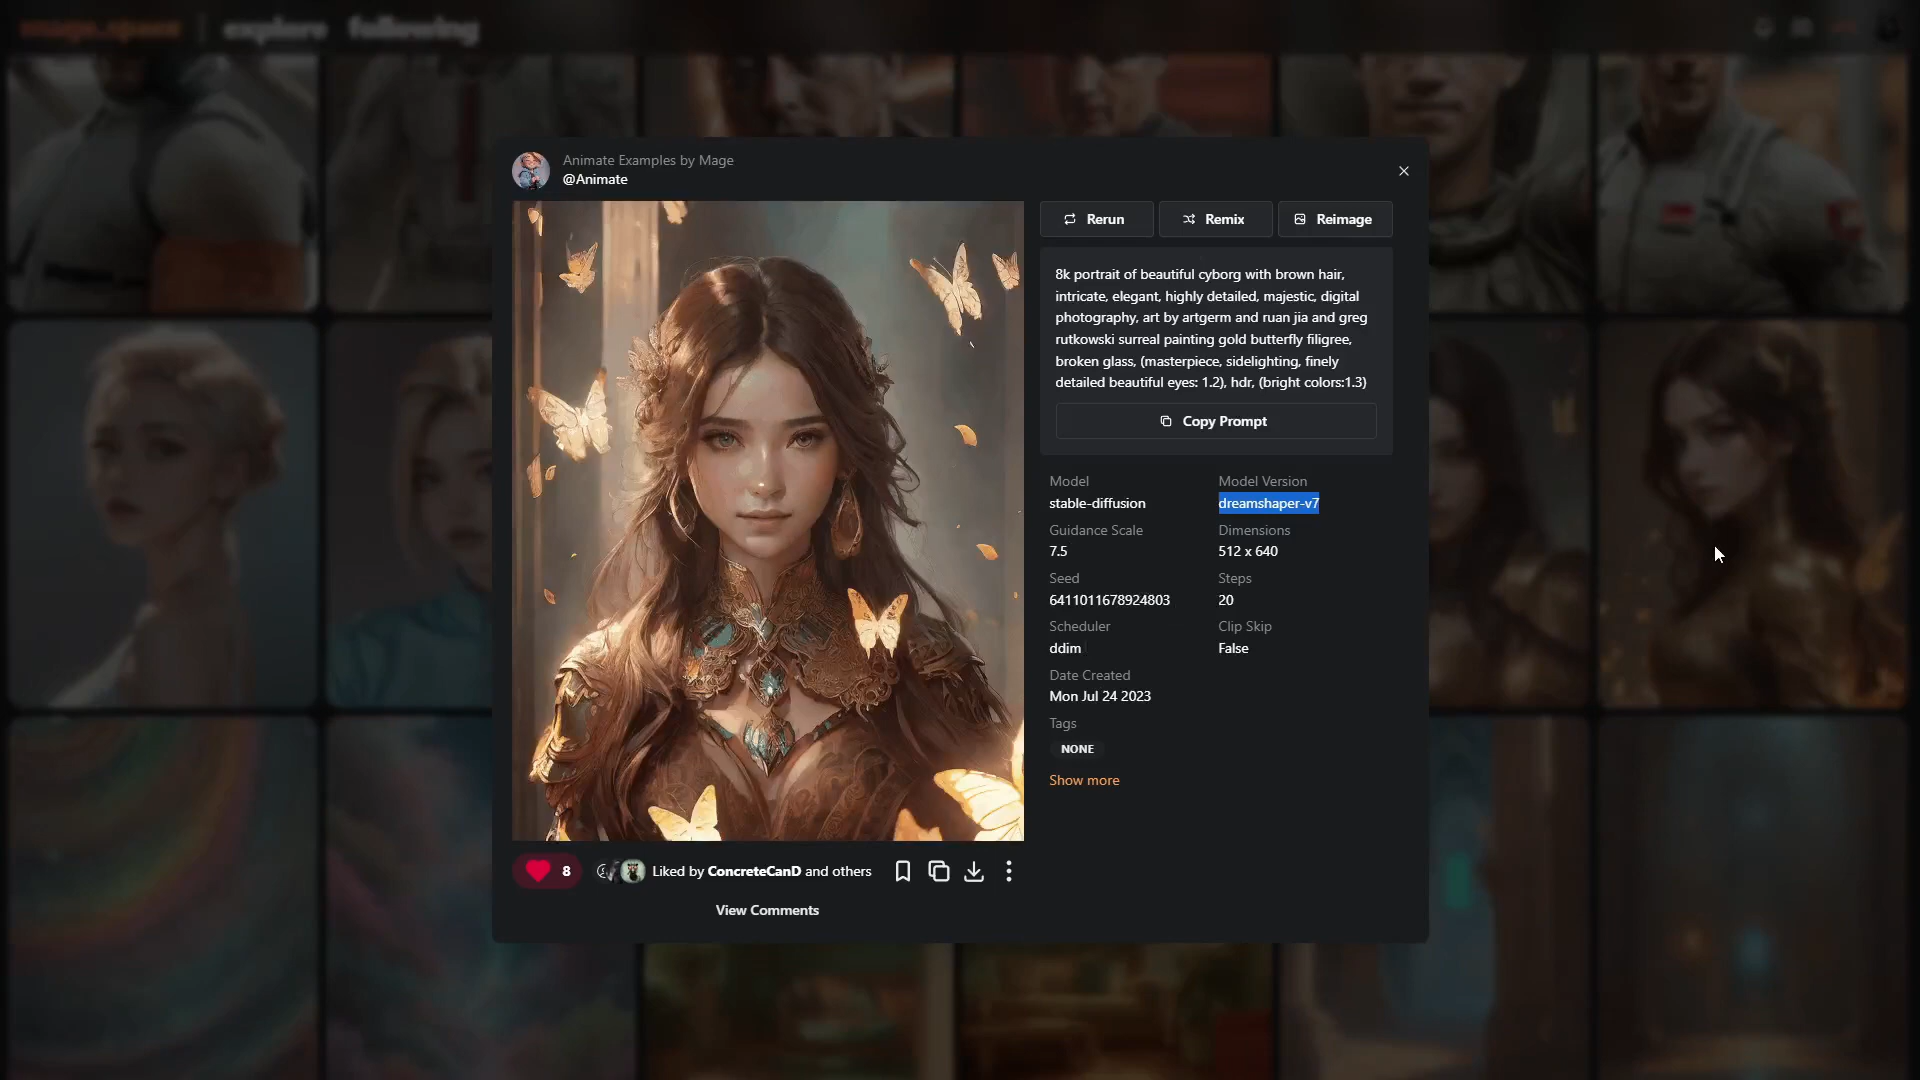 mage.space | explore following
Animate Examples by Mage
@Animate
Rerun
Remix
Reimage
8k portrait of beautiful cyborg with brown hair,
intricate, elegant, highly detailed, majestic, digital
photography, art by artgerm and ruan jia and greg
rutkowski surreal painting gold butterfly filigree,
broken glass, (masterpiece, sidelighting, finely
detailed beautiful eyes: 1.2), hdr, (bright colors:1.3)
Copy Prompt
Model
Model Version
stable-diffusion
dreamshaper-v7
Guidance Scale
Dimensions
7.5
512 x 640
Seed
Steps
6411011678924803
20
Scheduler
Clip Skip
ddim
False
Date Created
Mon Jul 24 2023
Tags
NONE
Show more
8
Liked by ConcreteCanD and others
View Comments